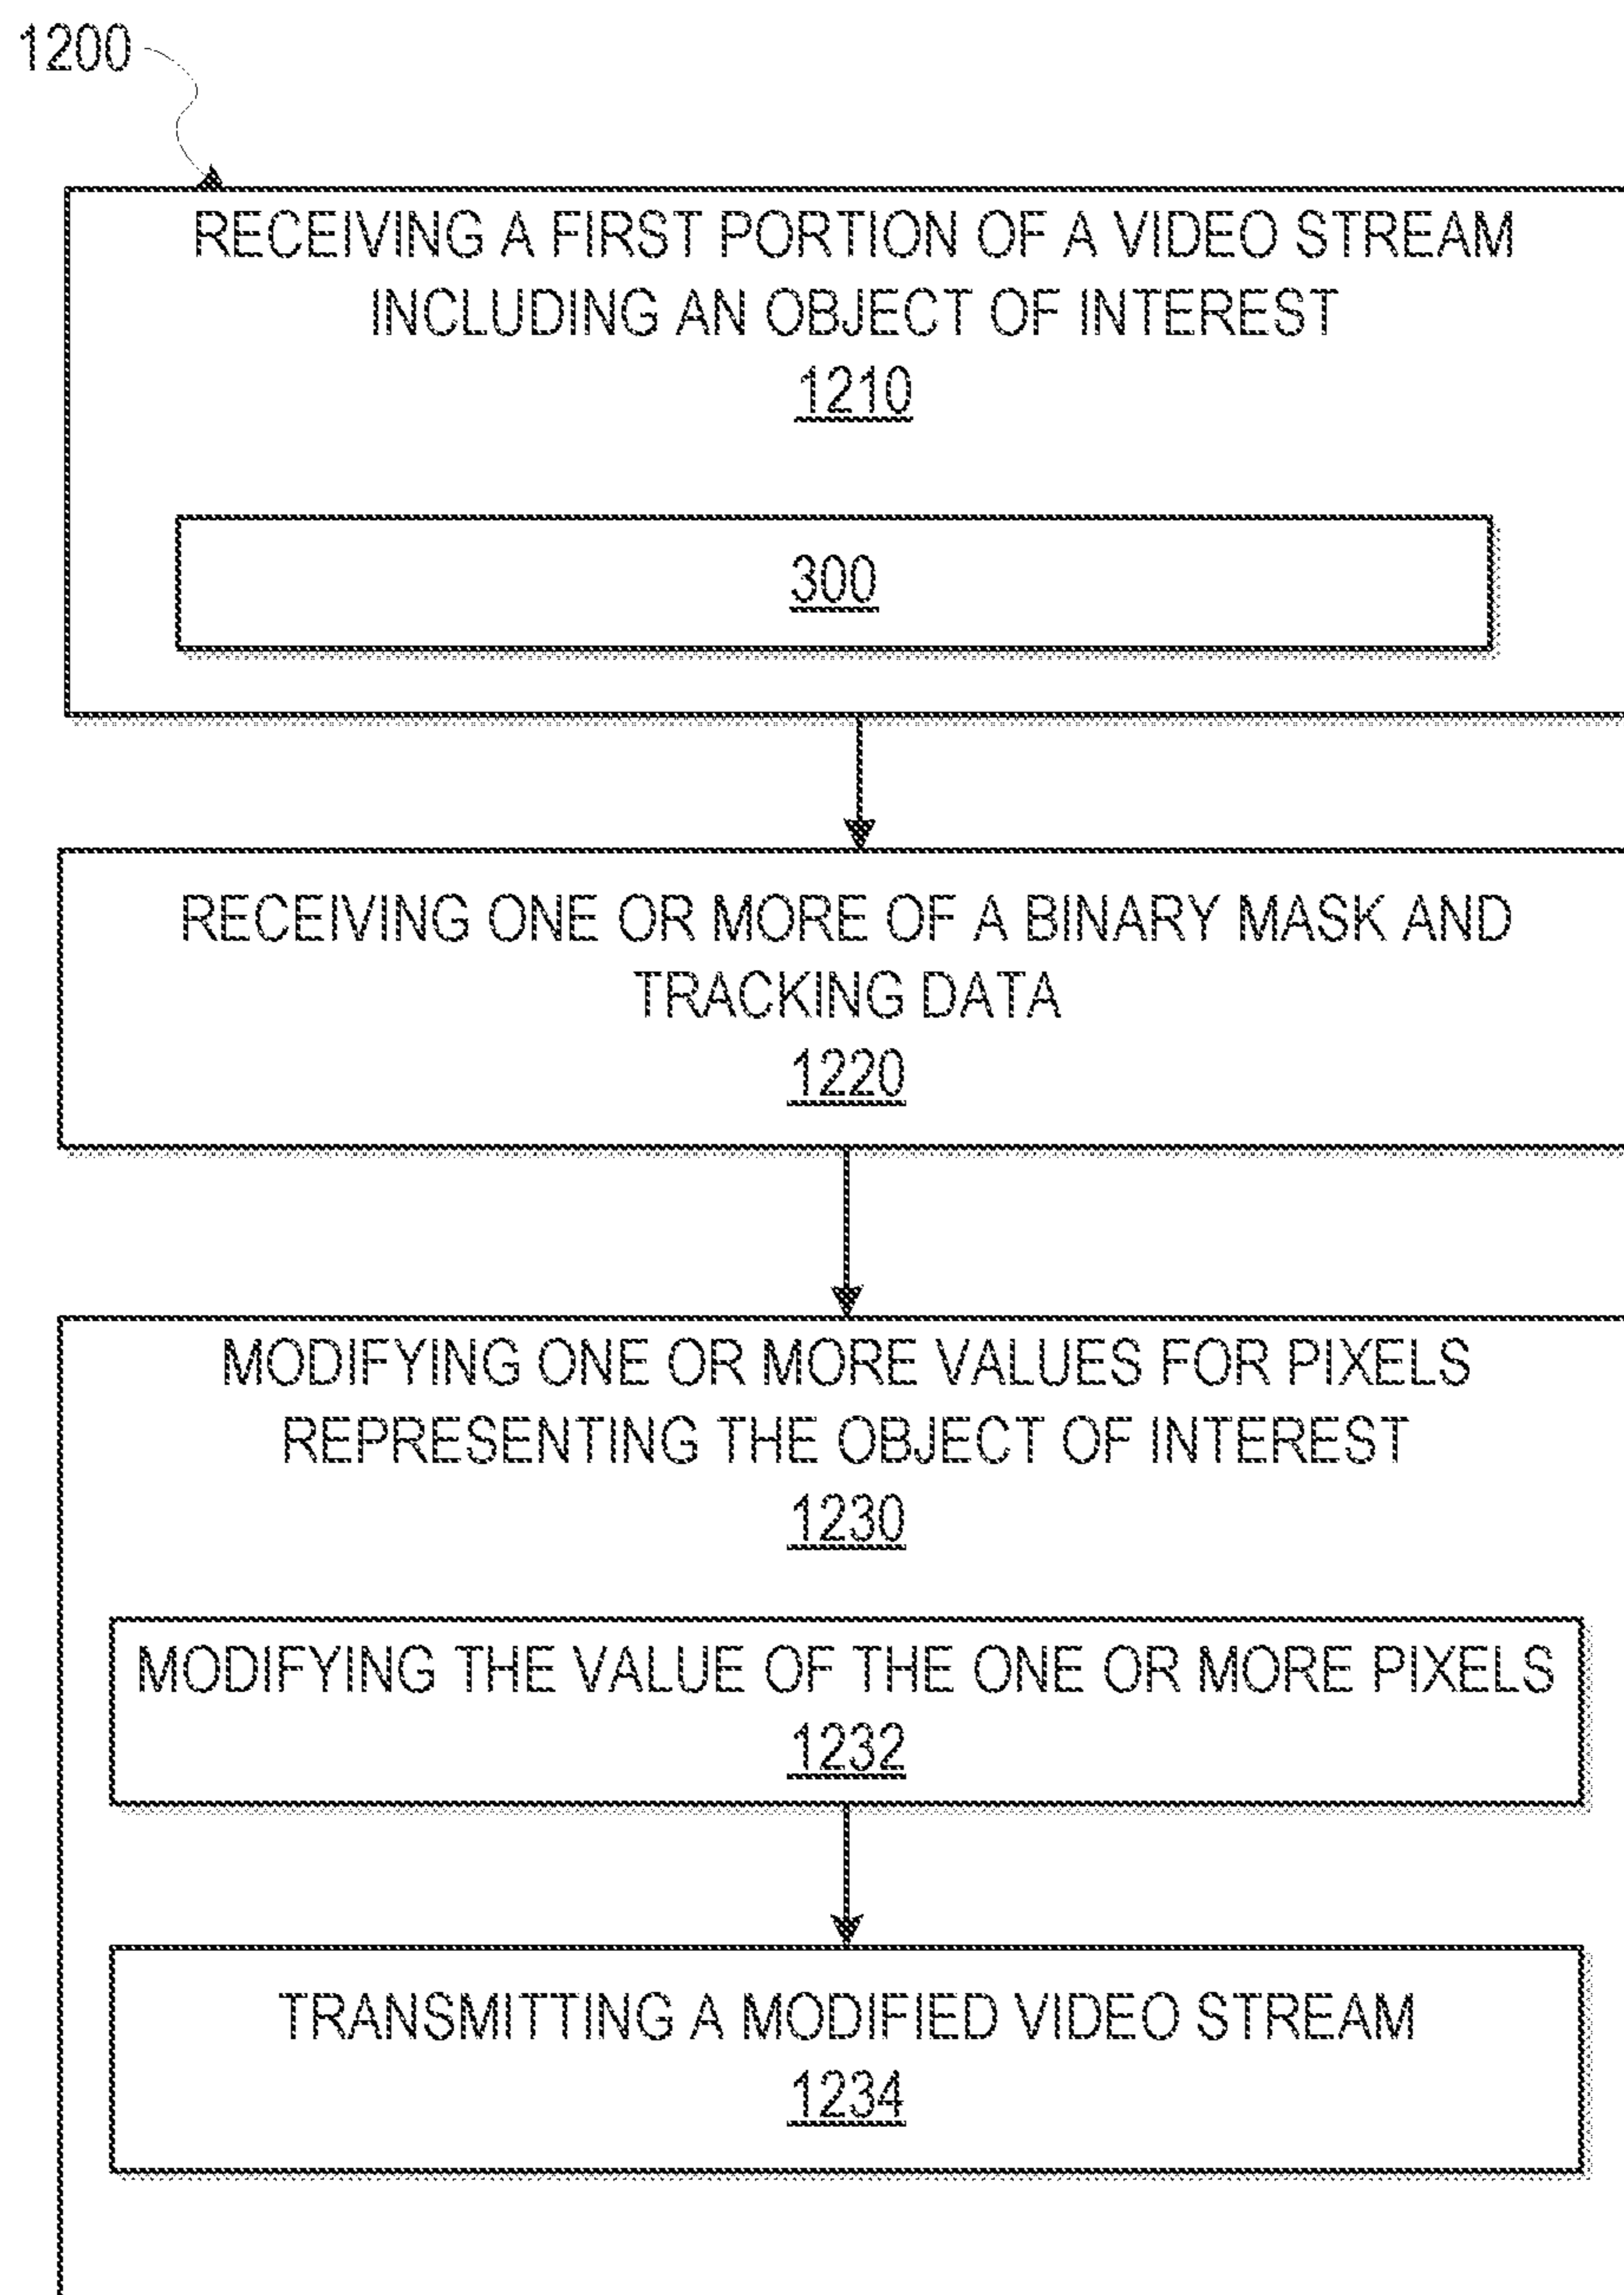 1200
RECEIVING A FIRST PORTION OF A VIDEO STREAM
INCLUDING AN OBJECT OF INTEREST
1210
300
RECEIVING ONE OR MORE OF A BINARY MASK AND
TRACKING DATA
1220
MODIFYING ONE OR MORE VALUES FOR PIXELS
REPRESENTING THE OBJECT OF INTEREST
1230
MODIFYING THE VALUE OF THE ONE OR MORE PIXELS
1232
TRANSMITTING A MODIFIED VIDEO STREAM
1234